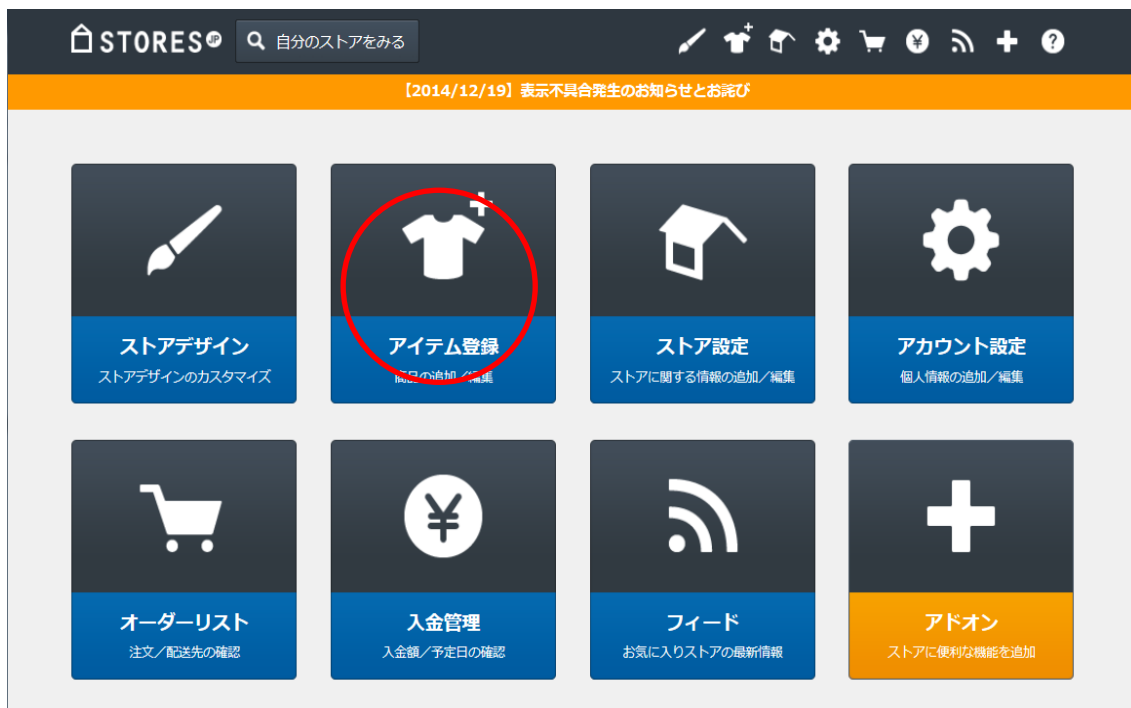 STORES.JP
自分のストアをみる
【2014/12/19】表示不具合発生のお知らせとお詫び
ストアデザイン
ストアデザインのカスタマイズ
アイテム登録
商品の追加／編集
ストア設定
ストアに関する情報の追加／編集
アカウント設定
個人情報の追加／編集
オーダーリスト
注文／配送先の確認
入金管理
入金額／予定日の確認
フィード
お気に入りストアの最新情報
アドオン
ストアに便利な機能を追加